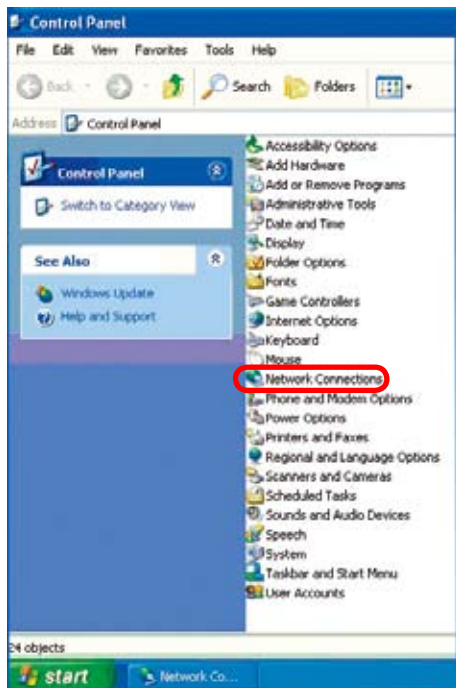 Control Panel
File Edit View Favorites Tools Help
Back Search Folders
Address Control Panel
Control Panel
Switch to Category View
See Also
Windows Update
Help and Support
Accessibility Options
Add Hardware
Add or Remove Programs
Administrative Tools
Date and Time
Display
Folder Options
Fonts
Game Controllers
Internet Options
Keyboard
Mouse
Network Connections
Phone and Modem Options
Power Options
Printers and Faxes
Regional and Language Options
Scanners and Cameras
Scheduled Tasks
Sounds and Audio Devices
Speech
System
Taskbar and Start Menu
User Accounts
24 objects
start Network Co...